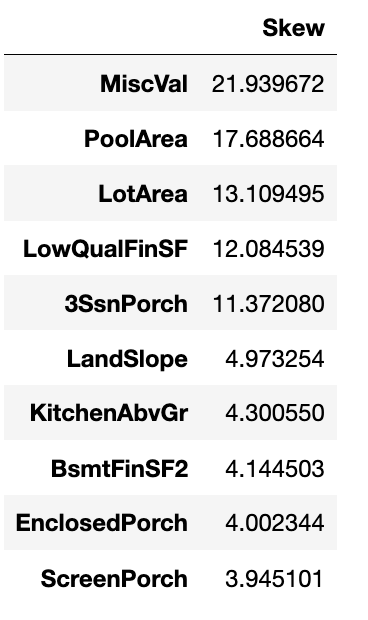 Skew
MiscVal 21.939672
PoolArea 17.688664
LotArea 13.109495
LowQualFinSF 12.084539
3SsnPorch 11.372080
LandSlope 4.973254
KitchenAbvGr 4.300550
BsmtFinSF2 4.144503
EnclosedPorch 4.002344
ScreenPorch 3.945101